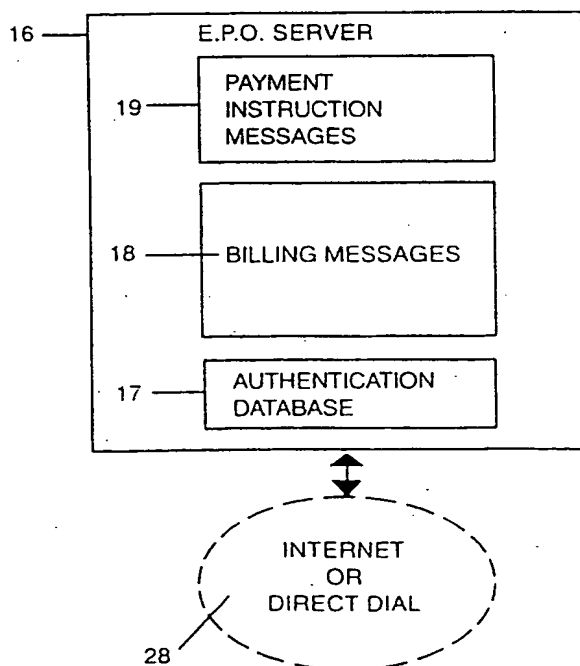 16
E.P.O. SERVER
19
PAYMENT
INSTRUCTION
MESSAGES
18
BILLING MESSAGES
17
AUTHENTICATION
DATABASE
INTERNET
OR
DIRECT DIAL
28